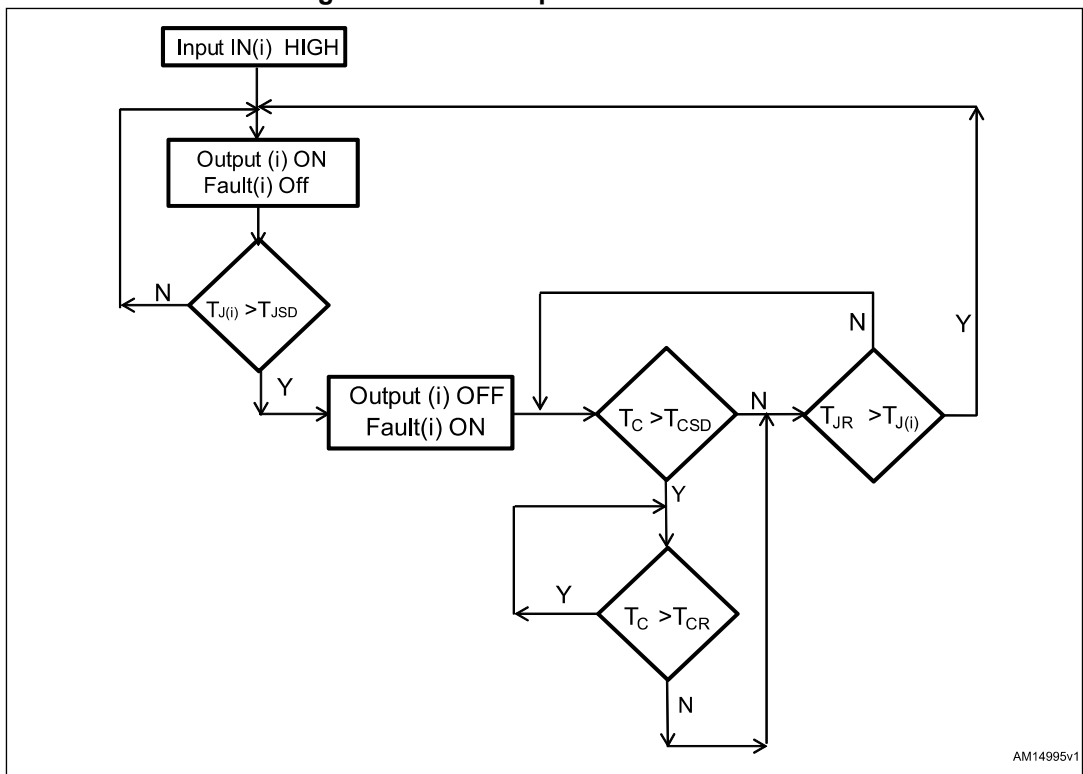 Input IN(i) HIGH
Output (i) ON
Fault(i) Off
N
TJ(i) >TJSD
Y
Output (i) OFF
Fault(i) ON
TC >TCSD
N
N
TJR >TJ(i)
Y
Y
Y
TC >TCR
N
AM14995v1